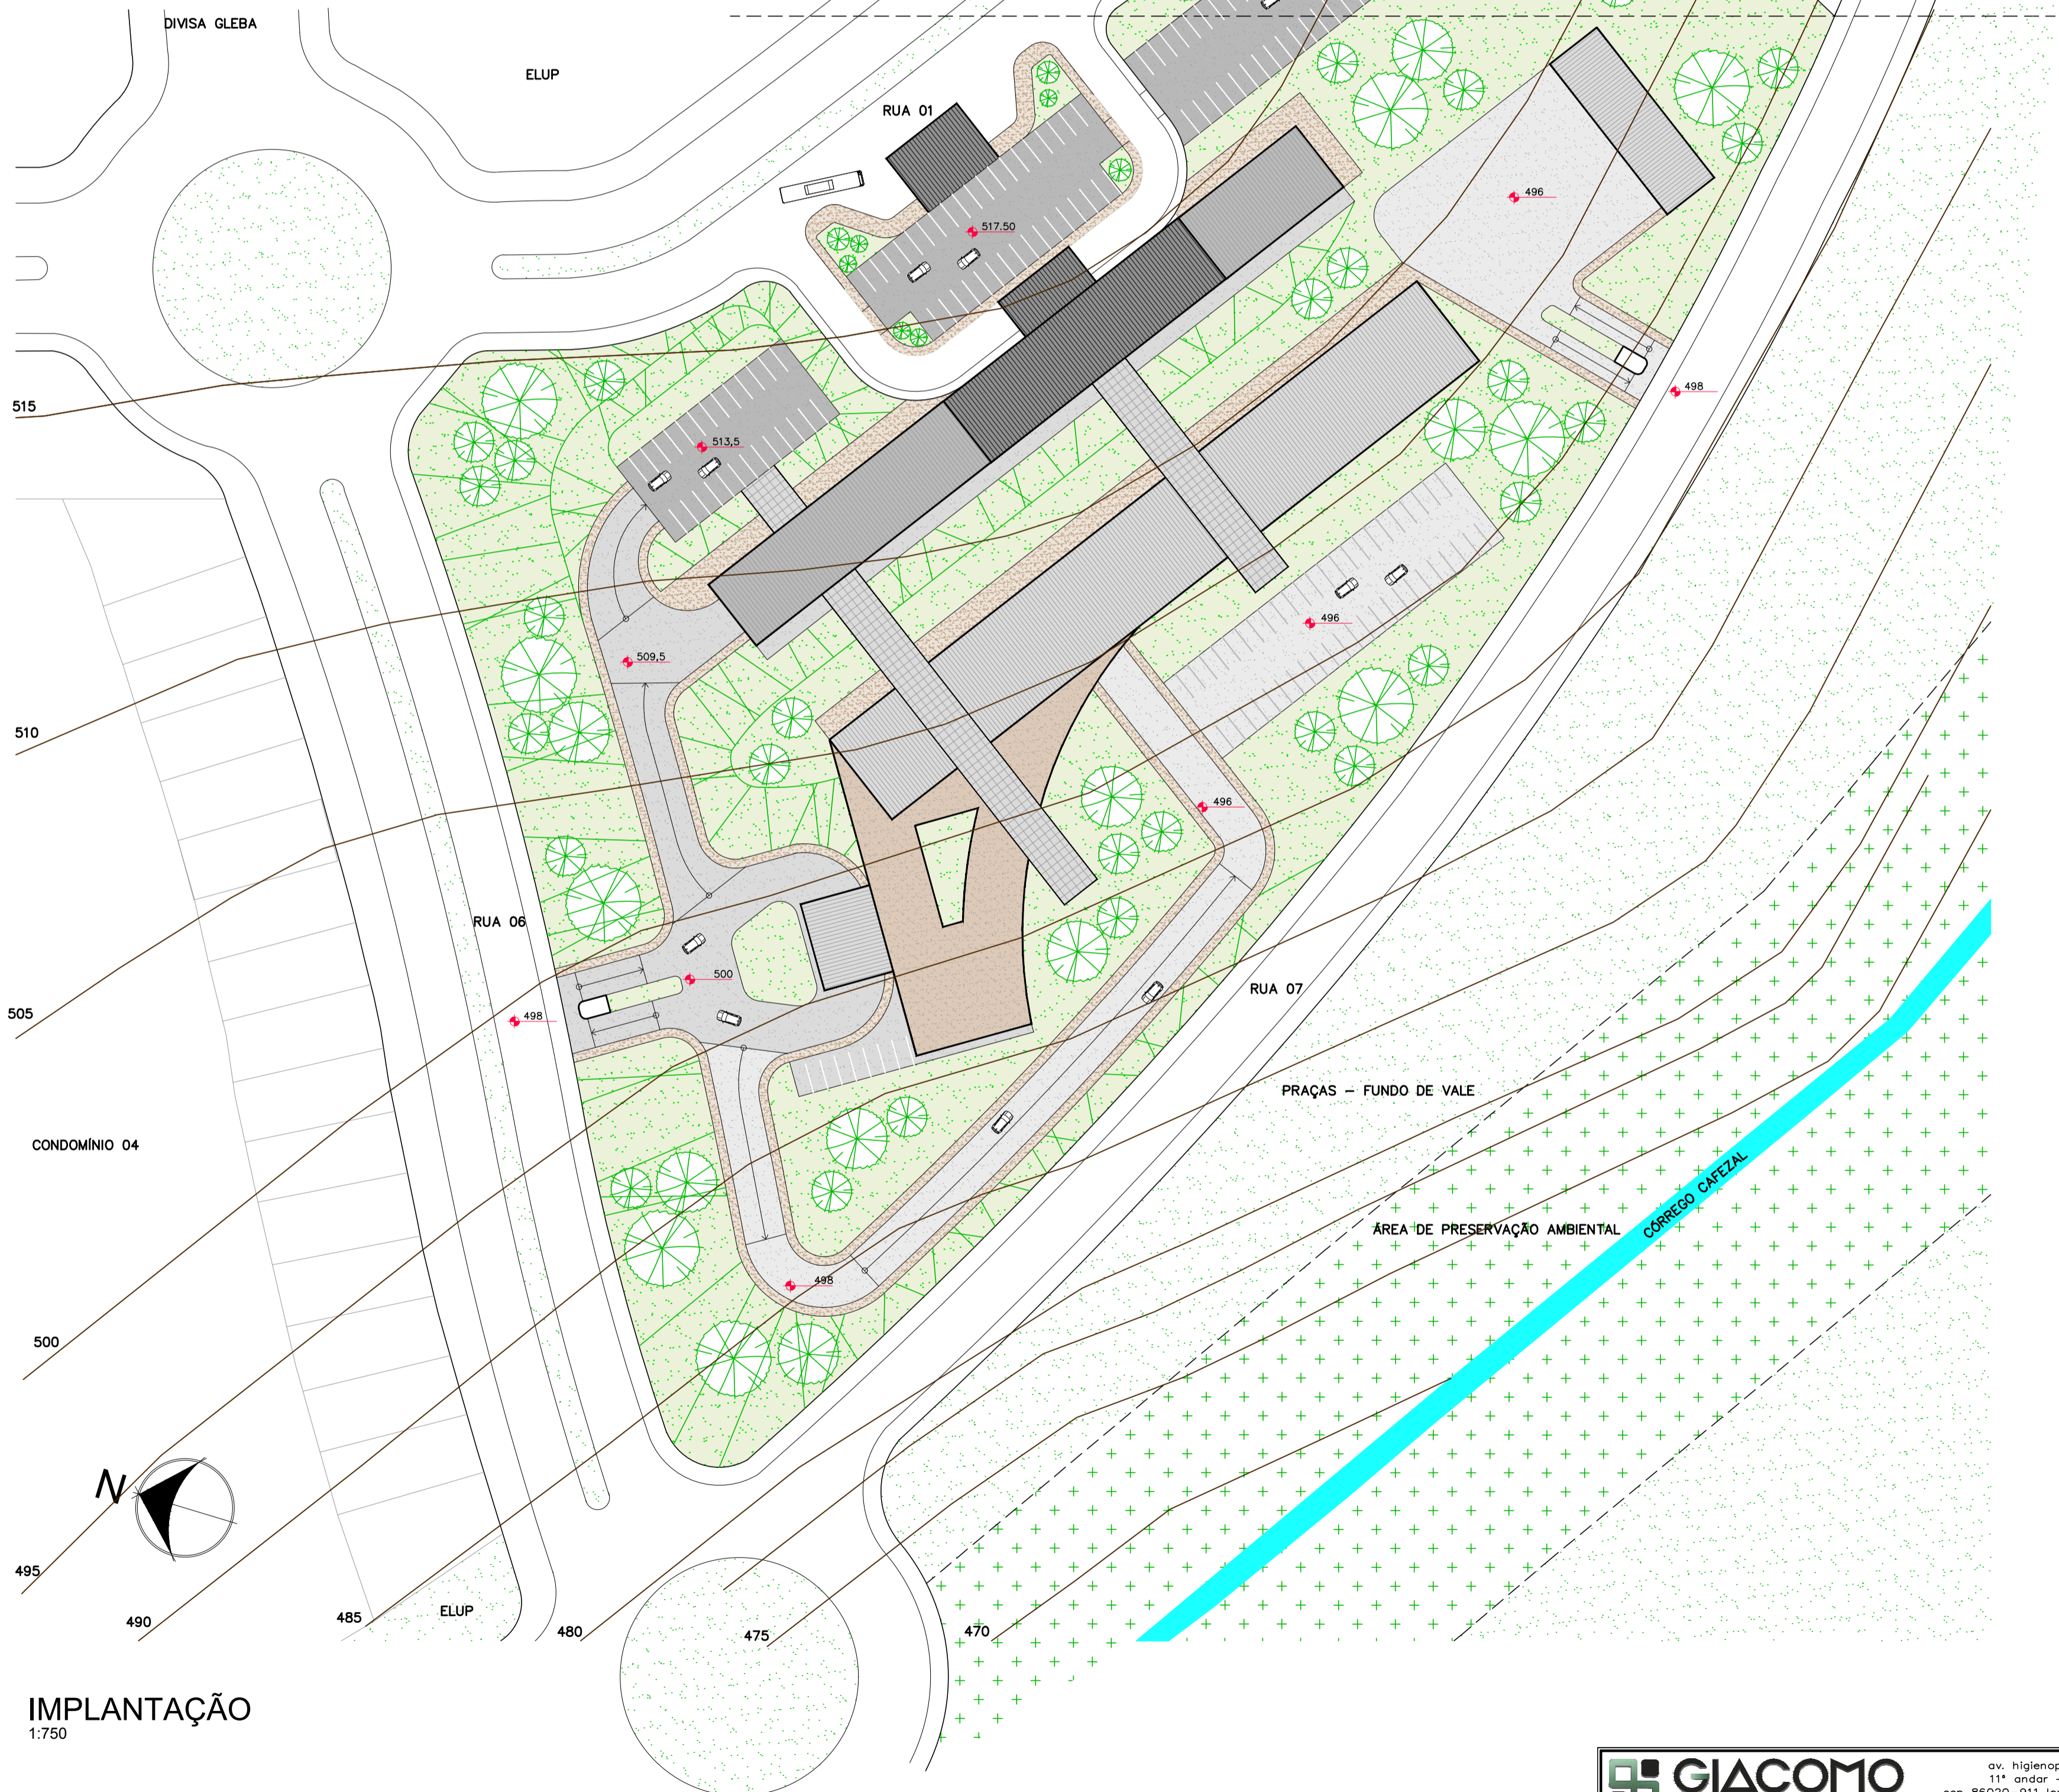 DIVISA GLEBA
ELUP
RUA 01
496
517.50
498
515
513,5
496
509,5
510
496
RUA 06
500
RUA 07
505
498
PRAÇAS - FUNDO DE VALE
CONDOMÍNIO 04
CÓRREGO CAFEZAL
ÁREA DE PRESERVAÇÃO AMBIENTAL
498
500
N
495
490
485
ELUP
480
475
470
IMPLANTAÇÃO
1:750
GIACOMO
av.
11° andar